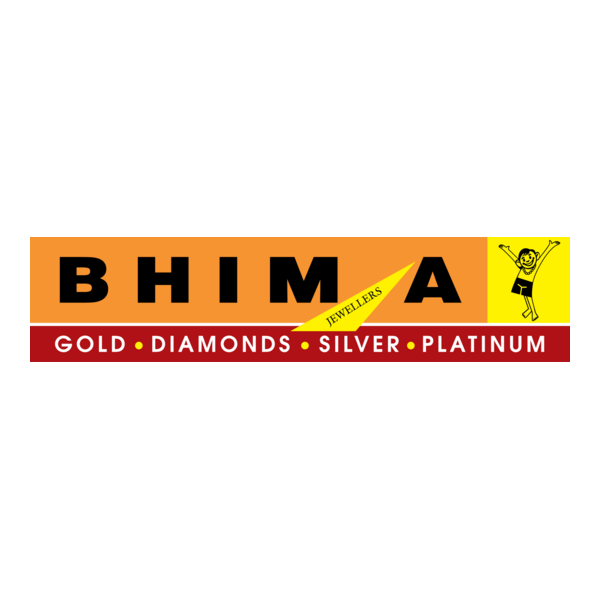 BHIMA
JEWELLERS
GOLD • DIAMONDS • SILVER • PLATINUM